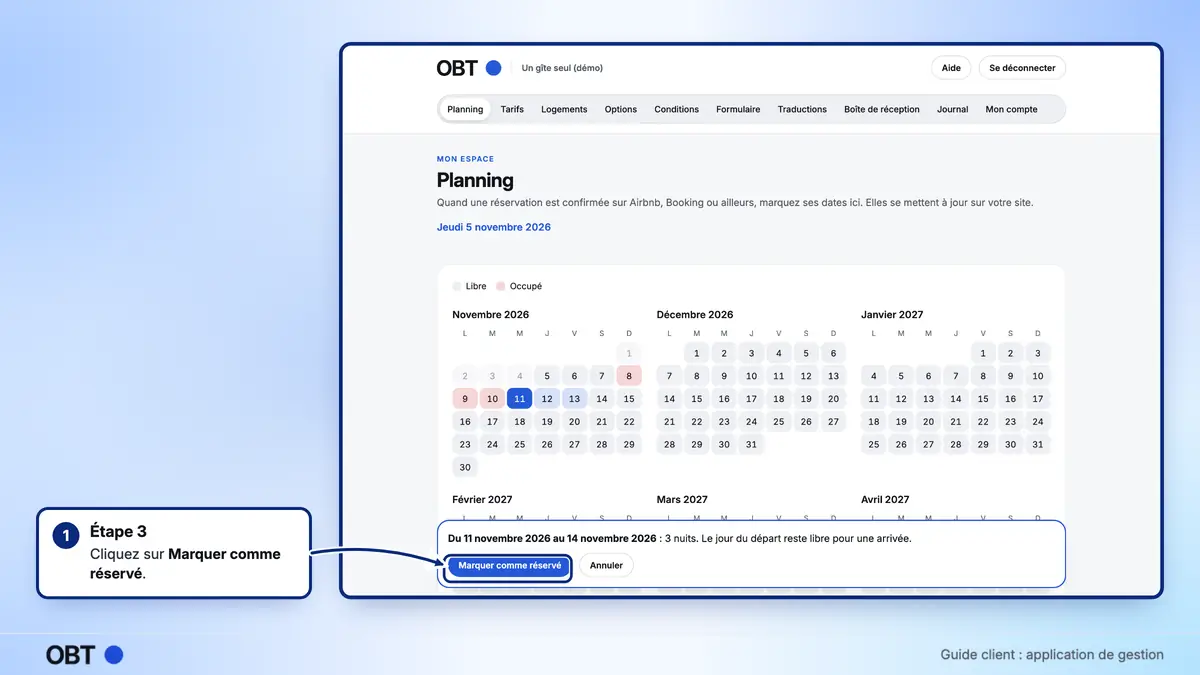 OBT
Un gîte seul (démo)
Aide
Se déconnecter
Planning
Tarifs
Logements
Options
Conditions
Formulaire
Traductions
Boîte de réception
Journal
Mon compte
MON ESPACE
Planning
Quand une réservation est confirmée sur Airbnb, Booking ou ailleurs, marquez ses dates ici. Elles se mettent à jour sur votre site.
Jeudi 5 novembre 2026
Libre
Occupé
Novembre 2026
L M M J V S D
1
2 3 4 5 6 7 8
9 10 11 12 13 14 15
16 17 18 19 20 21 22
23 24 25 26 27 28 29
30
Décembre 2026
L M M J V S D
1 2 3 4 5 6
7 8 9 10 11 12 13
14 15 16 17 18 19 20
21 22 23 24 25 26 27
28 29 30 31
Janvier 2027
L M M J V S D
1 2 3
4 5 6 7 8 9 10
11 12 13 14 15 16 17
18 19 20 21 22 23 24
25 26 27 28 29 30 31
Février 2027
L M M J V S D
Mars 2027
L M M J V S D
Avril 2027
L M M J V S D
Du 11 novembre 2026 au 14 novembre 2026 : 3 nuits. Le jour du départ reste libre pour une arrivée.
Marquer comme réservé
Annuler
1
Étape 3
Cliquez sur Marquer comme
réservé.
OBT
Guide client : application de gestion